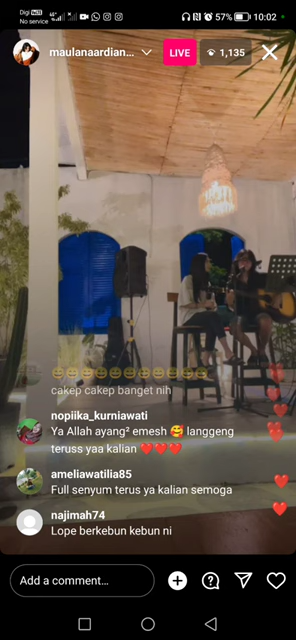 Digi VoLTE
No service
57%
10:02
maulanaardian...
LIVE
1,135
😄😄😄😄😄😄😄😄😄😄😄
cakep cakep banget nih
nopiika_kurniawati
Ya Allah ayang² emesh 🥰 langgeng
teruss yaa kalian ❤️❤️❤️
ameliawatilia85
Full senyum terus ya kalian semoga
najimah74
Lope berkebun kebun ni
Add a comment...